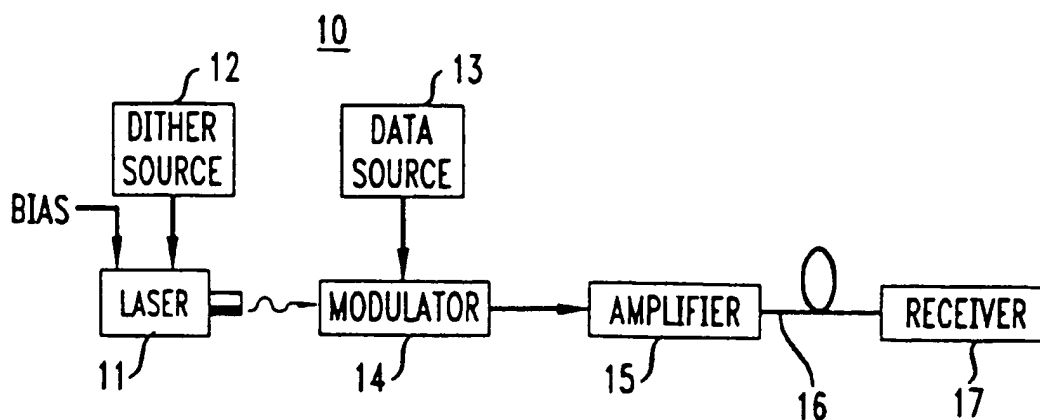 10
12
13
DITHER
SOURCE
DATA
SOURCE
BIAS
LASER
MODULATOR
AMPLIFIER
RECEIVER
11
14
15
16
17